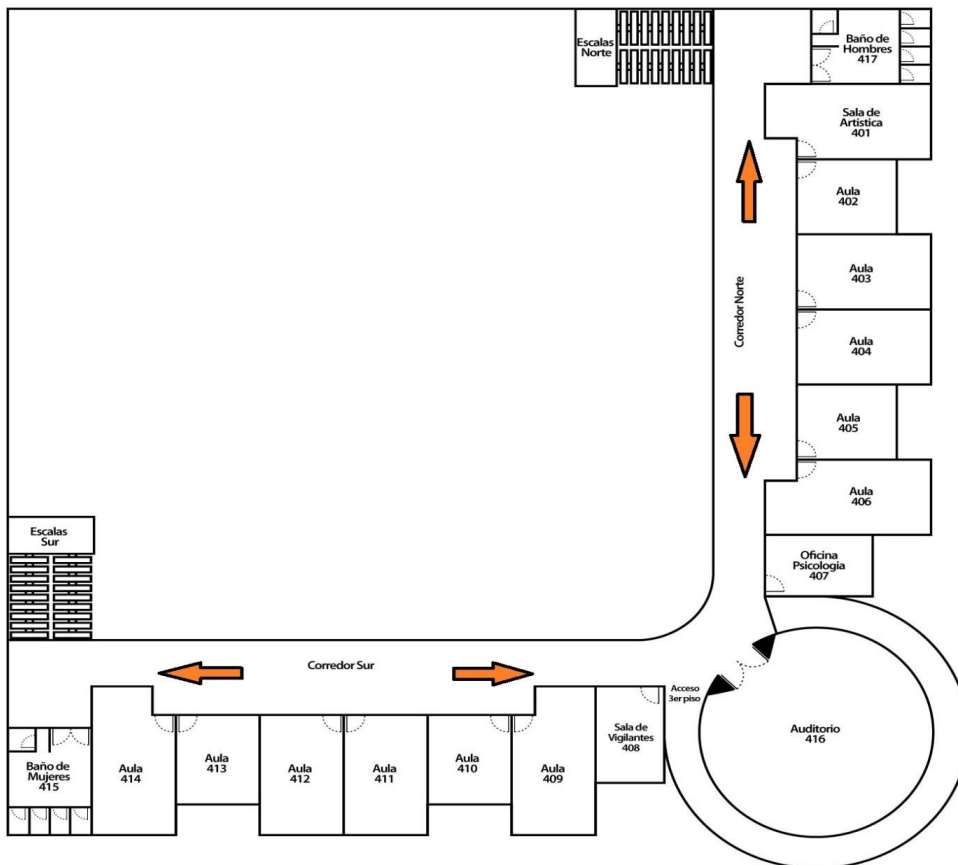 Escalas
Norte
Baño de
Hombres
417
Sala de
Artística
401
Aula
402
Corredor Norte
Aula
403
Aula
404
Aula
405
Aula
406
Oficina
Psicología
407
Escalas
Sur
Corredor Sur
Acceso
3er piso
Auditorio
416
Sala de
Vigilantes
408
Aula
409
Aula
410
Aula
411
Aula
412
Aula
413
Aula
414
Baño de
Mujeres
415